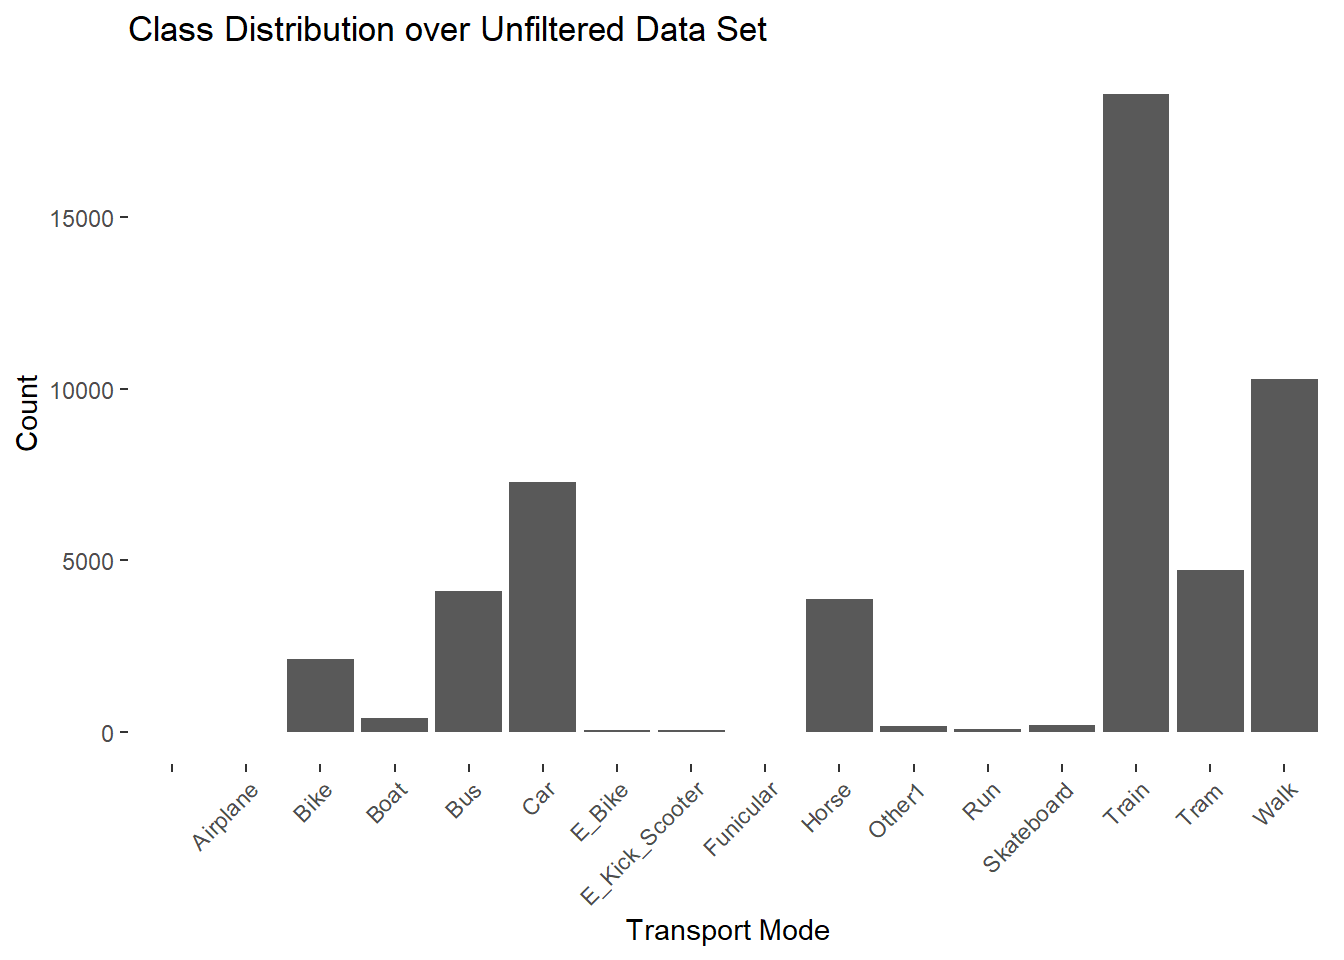 Class Distribution over Unfiltered Data Set
15000
10000
5000
0
Count
Airplane
Bike
Boat
Bus
Car
E_Bike
E_Kick_Scooter
Funicular
Horse
Other1
Run
Skateboard
Train
Tram
Walk
Transport Mode